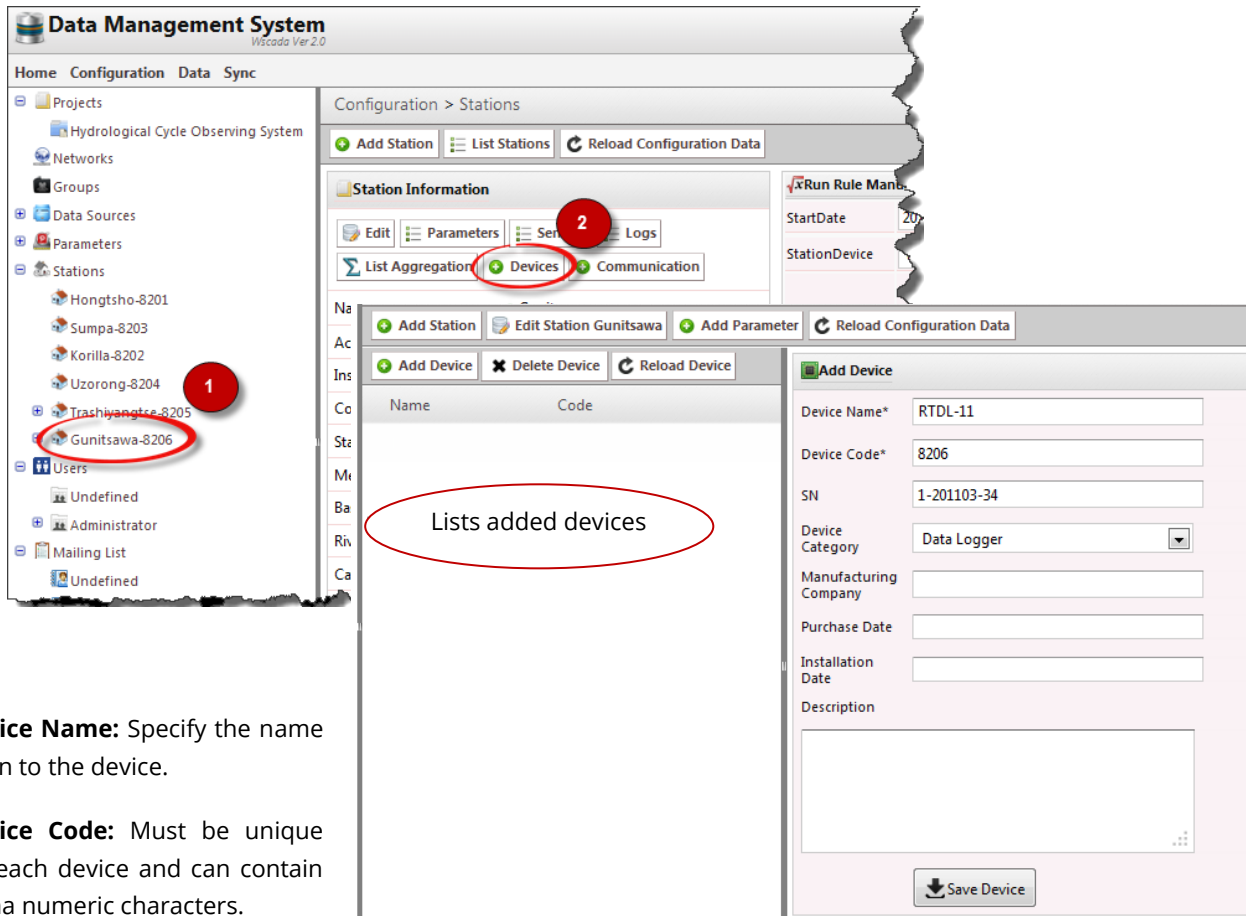 Data Management System
Wscada Ver 2.0
Home Configuration Data Sync
Projects
Hydrological Cycle Observing System
Networks
Groups
Data Sources
Parameters
Stations
Hongtsho-8201
Sumpa-8203
Korilla-8202
Uzorong-8204
1
Trashiyangtse-8205
Gunitsawa-8206
Users
Undefined
Administrator
Mailing List
Undefined
Configuration > Stations
Add Station List Stations Reload Configuration Data
Station Information
Edit Parameters 2 Logs
List Aggregation Devices Communication
√xRun Rule
StartDate
StationDevice
Add Station Edit Station Gunitsawa Add Parameter Reload Configuration Data
Add Device Delete Device Reload Device
Name Code
Lists added devices
Add Device
Device Name* RTDL-11
Device Code* 8206
SN 1-201103-34
Device
Category Data Logger
Manufacturing
Company
Purchase Date
Installation
Date
Description
Save Device
ice Name: Specify the name
n to the device.
ice Code: Must be unique
each device and can contain
a numeric characters.